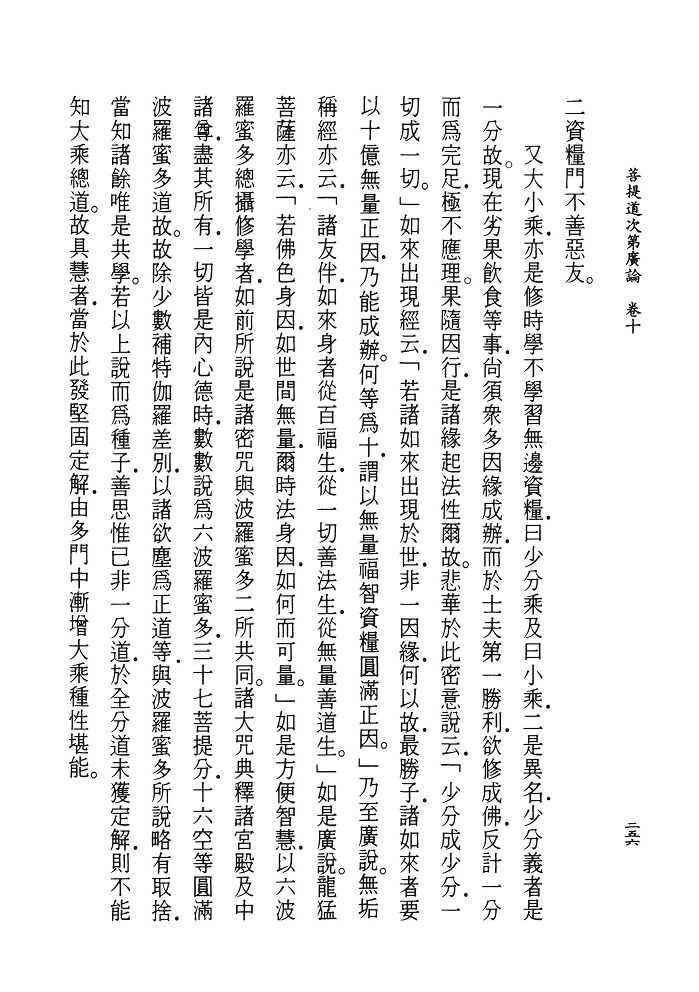 菩提道次第廣論　卷十
二五六
二資糧門不善惡友。
又大小乘．亦是修時學不學習無邊資糧．曰少分乘及曰小乘．二是異名．少分義者是
一分故。現在劣果飲食等事．尙須衆多因緣成辦．而於士夫第一勝利．欲修成佛．反計一分
而爲完足．極不應理。果隨因行．是諸緣起法性爾故。悲華於此密意說云．「少分成少分．一
切成一切。」如來出現經云．「若諸如來出現於世．非一因緣．何以故．最勝子．諸如來者要
以十億無量正因．乃能成辦。何等爲十．謂以無量福智資糧圓滿正因。」乃至廣說。無垢
稱經亦云．「諸友伴．如來身者從百福生．從一切善法生．從無量善道生。」如是廣說。龍猛
菩薩亦云．「若佛色身因．如世間無量．爾時法身因．如何而可量。」如是方便智慧．以六波
羅蜜多總攝修學者．如前所說是諸密咒與波羅蜜多二所共同。諸大咒典釋諸宮殿及中
諸尊．盡其所有．一切皆是內心德時．數數說爲六波羅蜜多．三十七菩提分．十六空等圓滿
波羅蜜多道故。故除少數補特伽羅差別．以諸欲塵爲正道等．與波羅蜜多所說略有取捨．
當知諸餘唯是共學。若以上說而爲種子．善思惟已非一分道．於全分道未獲定解．則不能
知大乘總道。故具慧者．當於此發堅固定解．由多門中漸增大乘種性堪能。